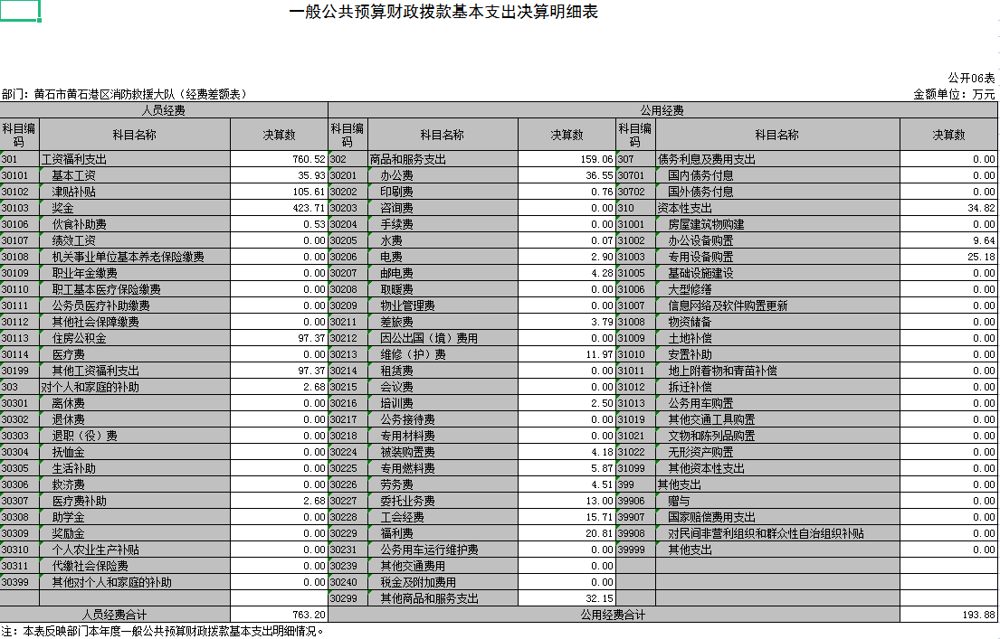 一般公共预算财政拨款基本支出决算明细表
公开06表
部门：黄石市黄石港区消防救援大队（经费差额表） 金额单位：万元
人员经费 公用经费
科目编码 科目名称 决算数 科目编码 科目名称 决算数 科目编码 科目名称 决算数
301 工资福利支出 760.52 302 商品和服务支出 159.06 307 债务利息及费用支出 0.00
30101 基本工资 35.93 30201 办公费 36.55 30701 国内债务付息 0.00
30102 津贴补贴 105.61 30202 印刷费 0.76 30702 国外债务付息 0.00
30103 奖金 423.71 30203 咨询费 0.00 310 资本性支出 34.82
30106 伙食补助费 0.53 30204 手续费 0.00 31001 房屋建筑物购建 0.00
30107 绩效工资 0.00 30205 水费 0.07 31002 办公设备购置 9.64
30108 机关事业单位基本养老保险缴费 0.00 30206 电费 2.90 31003 专用设备购置 25.18
30109 职业年金缴费 0.00 30207 邮电费 4.28 31005 基础设施建设 0.00
30110 职工基本医疗保险缴费 0.00 30208 取暖费 0.00 31006 大型修缮 0.00
30111 公务员医疗补助缴费 0.00 30209 物业管理费 0.00 31007 信息网络及软件购置更新 0.00
30112 其他社会保障缴费 0.00 30211 差旅费 3.79 31008 物资储备 0.00
30113 住房公积金 97.37 30212 因公出国（境）费用 0.00 31009 土地补偿 0.00
30114 医疗费 0.00 30213 维修（护）费 11.97 31010 安置补助 0.00
30199 其他工资福利支出 97.37 30214 租赁费 0.00 31011 地上附着物和青苗补偿 0.00
303 对个人和家庭的补助 2.68 30215 会议费 0.00 31012 拆迁补偿 0.00
30301 离休费 0.00 30216 培训费 2.50 31013 公务用车购置 0.00
30302 退休费 0.00 30217 公务接待费 0.00 31019 其他交通工具购置 0.00
30303 退职（役）费 0.00 30218 专用材料费 0.00 31021 文物和陈列品购置 0.00
30304 抚恤金 0.00 30224 被装购置费 4.18 31022 无形资产购置 0.00
30305 生活补助 0.00 30225 专用燃料费 5.87 31099 其他资本性支出 0.00
30306 救济费 0.00 30226 劳务费 4.51 399 其他支出 0.00
30307 医疗费补助 2.68 30227 委托业务费 13.00 39906 赠与 0.00
30308 助学金 0.00 30228 工会经费 15.71 39907 国家赔偿费用支出 0.00
30309 奖励金 0.00 30229 福利费 20.81 39908 对民间非营利组织和群众性自治组织补贴 0.00
30310 个人农业生产补贴 0.00 30231 公务用车运行维护费 0.00 39999 其他支出 0.00
30311 代缴社会保险费 0.00 30239 其他交通费用 0.00
30399 其他对个人和家庭的补助 0.00 30240 税金及附加费用 0.00
30299 其他商品和服务支出 32.15
人员经费合计 763.20 公用经费合计 193.88
注：本表反映部门本年度一般公共预算财政拨款基本支出明细情况。